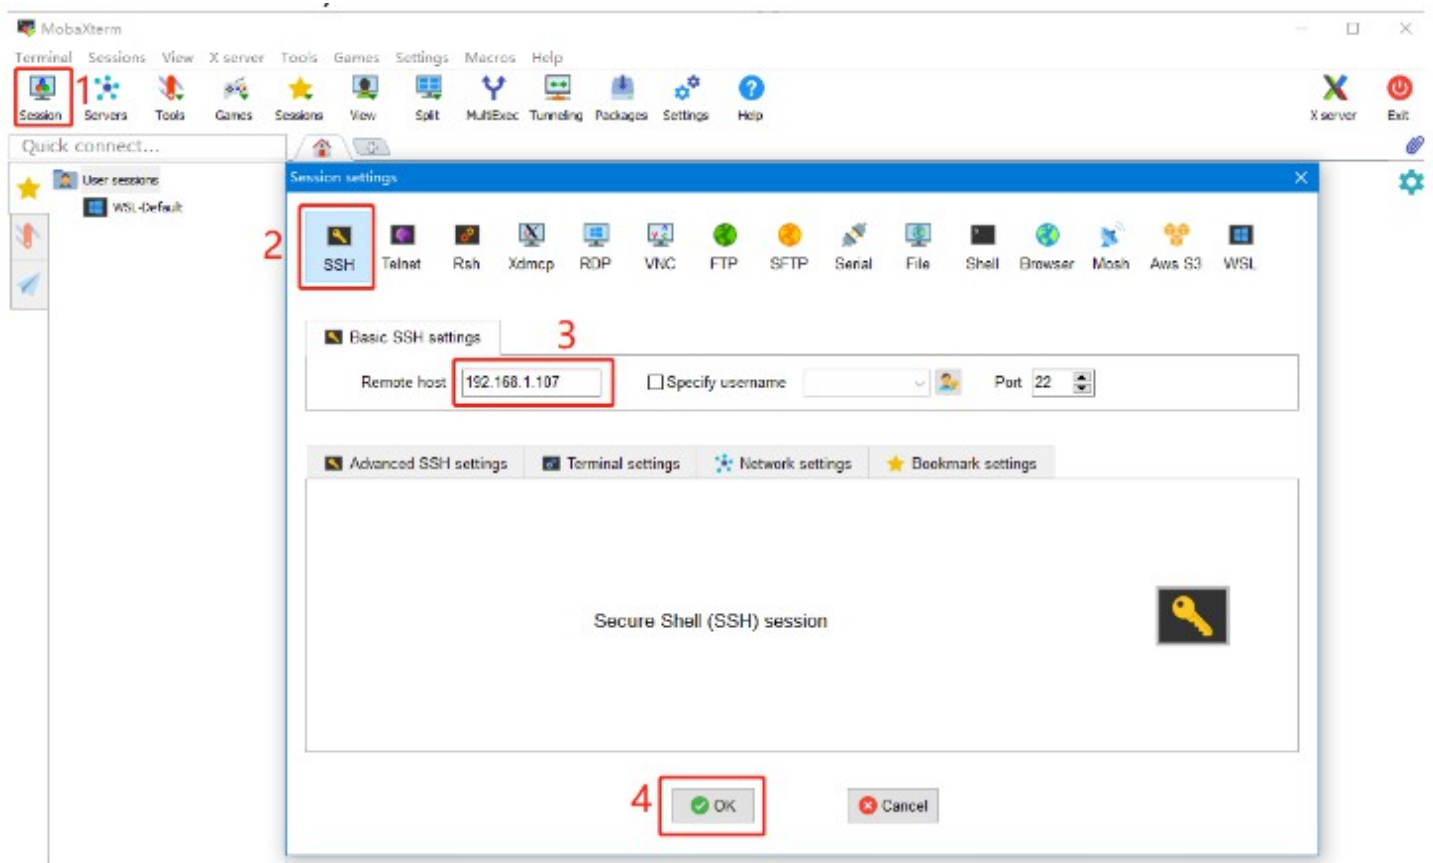 MobaXterm
Terminal Sessions View X server Tools Games Settings Macros Help
1
Session Servers Tools Games Sessions View Split MultiExec Tunneling Packages Settings Help X server Exit
Quick connect...
User sessions
WSL-Default
Session settings
2
SSH Telnet Rsh Xdmcp RDP VNC FTP SFTP Serial File Shell Browser Mosh Aws S3 WSL
Basic SSH settings
3
Remote host 192.168.1.107 Specify username Port 22
Advanced SSH settings Terminal settings Network settings Bookmark settings
Secure Shell (SSH) session
4 OK Cancel